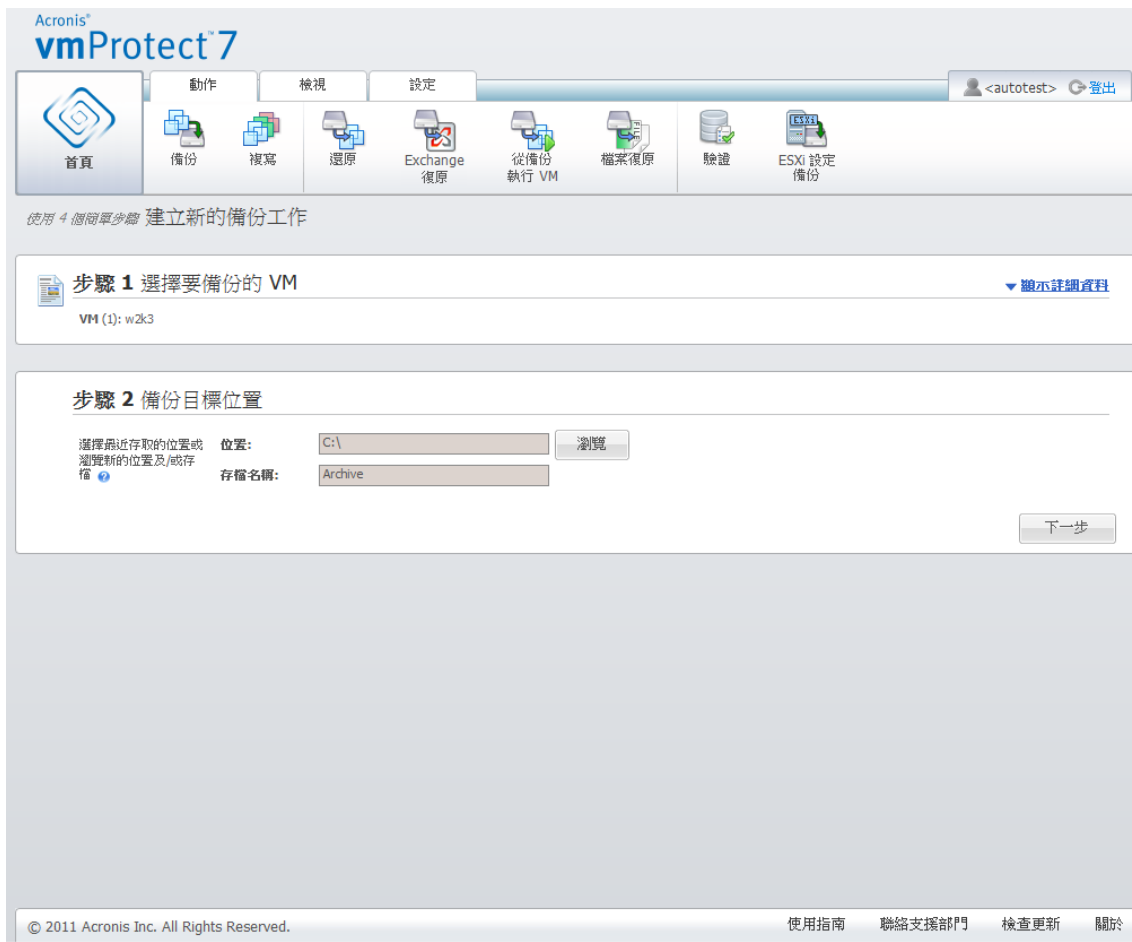 Acronis®
vmProtect™7
動作
檢視
設定
<autotest>
登出
首頁
備份
複寫
還原
Exchange
復原
從備份
執行 VM
檔案復原
驗證
ESXi 設定
備份
使用 4 個簡單步驟 建立新的備份工作
步驟 1 選擇要備份的 VM
顯示詳細資料
VM (1): w2k3
步驟 2 備份目標位置
選擇最近存取的位置或
瀏覽新的位置及/或存
檔
位置:
C:\
瀏覽
存檔名稱:
Archive
下一步
© 2011 Acronis Inc. All Rights Reserved.
使用指南
聯絡支援部門
檢查更新
關於